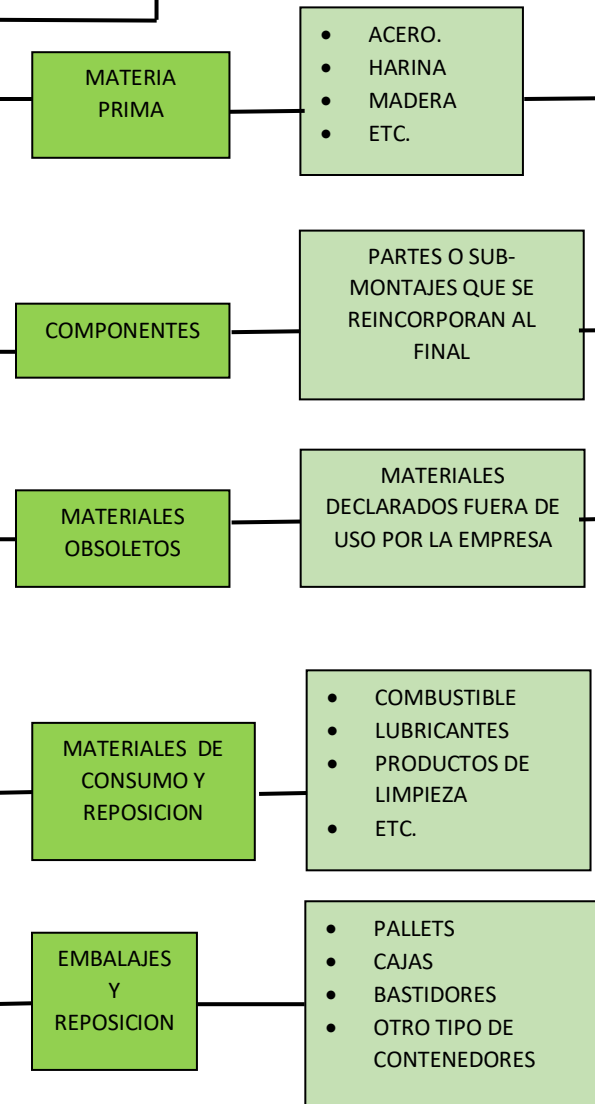 MATERIA
PRIMA
• ACERO.
• HARINA
• MADERA
• ETC.
COMPONENTES
PARTES O SUB-
MONTAJES QUE SE
REINCORPORAN AL
FINAL
MATERIALES
OBSOLETOS
MATERIALES
DECLARADOS FUERA DE
USO POR LA EMPRESA
MATERIALES DE
CONSUMO Y
REPOSICION
• COMBUSTIBLE
• LUBRICANTES
• PRODUCTOS DE
LIMPIEZA
• ETC.
EMBALAJES
Y
REPOSICION
• PALLETS
• CAJAS
• BASTIDORES
• OTRO TIPO DE
CONTENEDORES